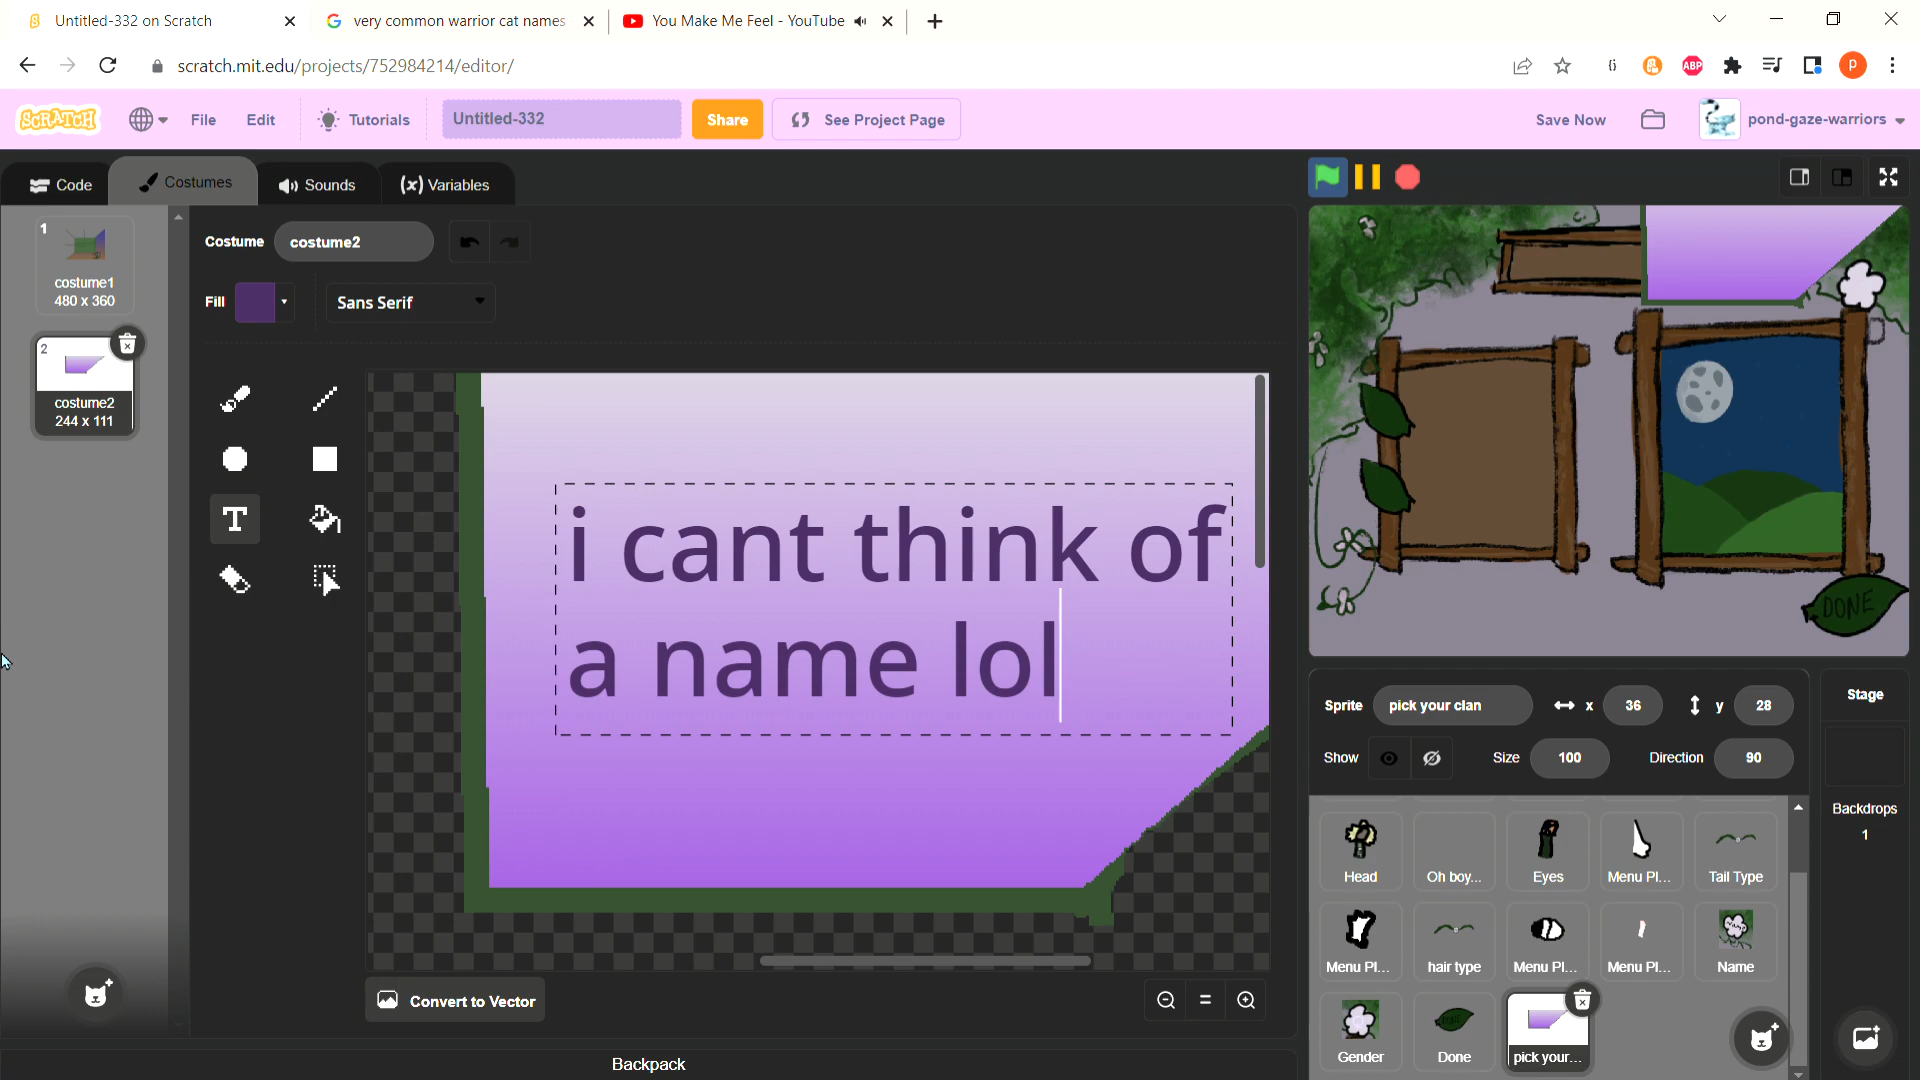 Untitled-332 on Scratch
very common warrior cat names
You Make Me Feel - YouTube
scratch.mit.edu/projects/752984214/editor/
ABP
P
SCRATCH
File
Edit
Tutorials
Untitled-332
Share
See Project Page
Save Now
pond-gaze-warriors
Code
Costumes
Sounds
(x) Variables
1
costume1
480 x 360
2
costume2
244 x 111
Costume
costume2
Fill
Sans Serif
T
i cant think of
a name lol
Convert to Vector
Backpack
DONE
Sprite
pick your clan
x
36
y
28
Show
Size
100
Direction
90
Stage
Backdrops
1
Head
Oh boy...
Eyes
Menu Pl...
Tail Type
Menu Pl...
hair type
Menu Pl...
Menu Pl...
Name
Gender
Done
pick your...